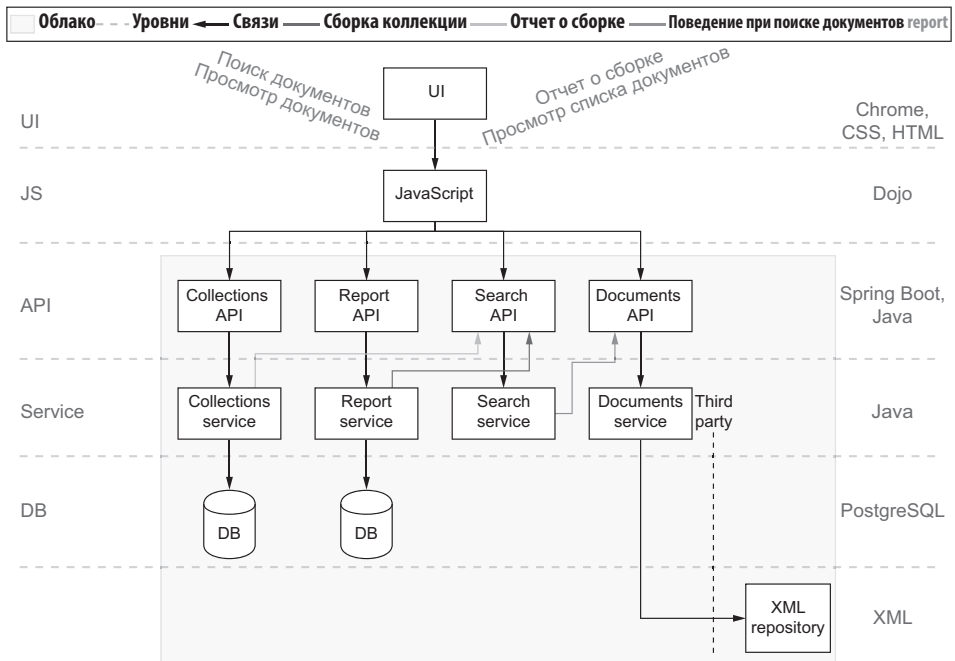 Облако Уровни Связи Сборка коллекции Отчет о сборке Поведение при поиске документов report
Поиск документов
Просмотр документов
UI
Отчет о сборке
Просмотр списка документов
UI
Chrome,
CSS, HTML
JS
JavaScript
Dojo
API
Collections
API
Report
API
Search
API
Documents
API
Spring Boot,
Java
Service
Collections
service
Report
service
Search
service
Documents
service
Third
party
Java
DB
DB
DB
PostgreSQL
XML
repository
XML